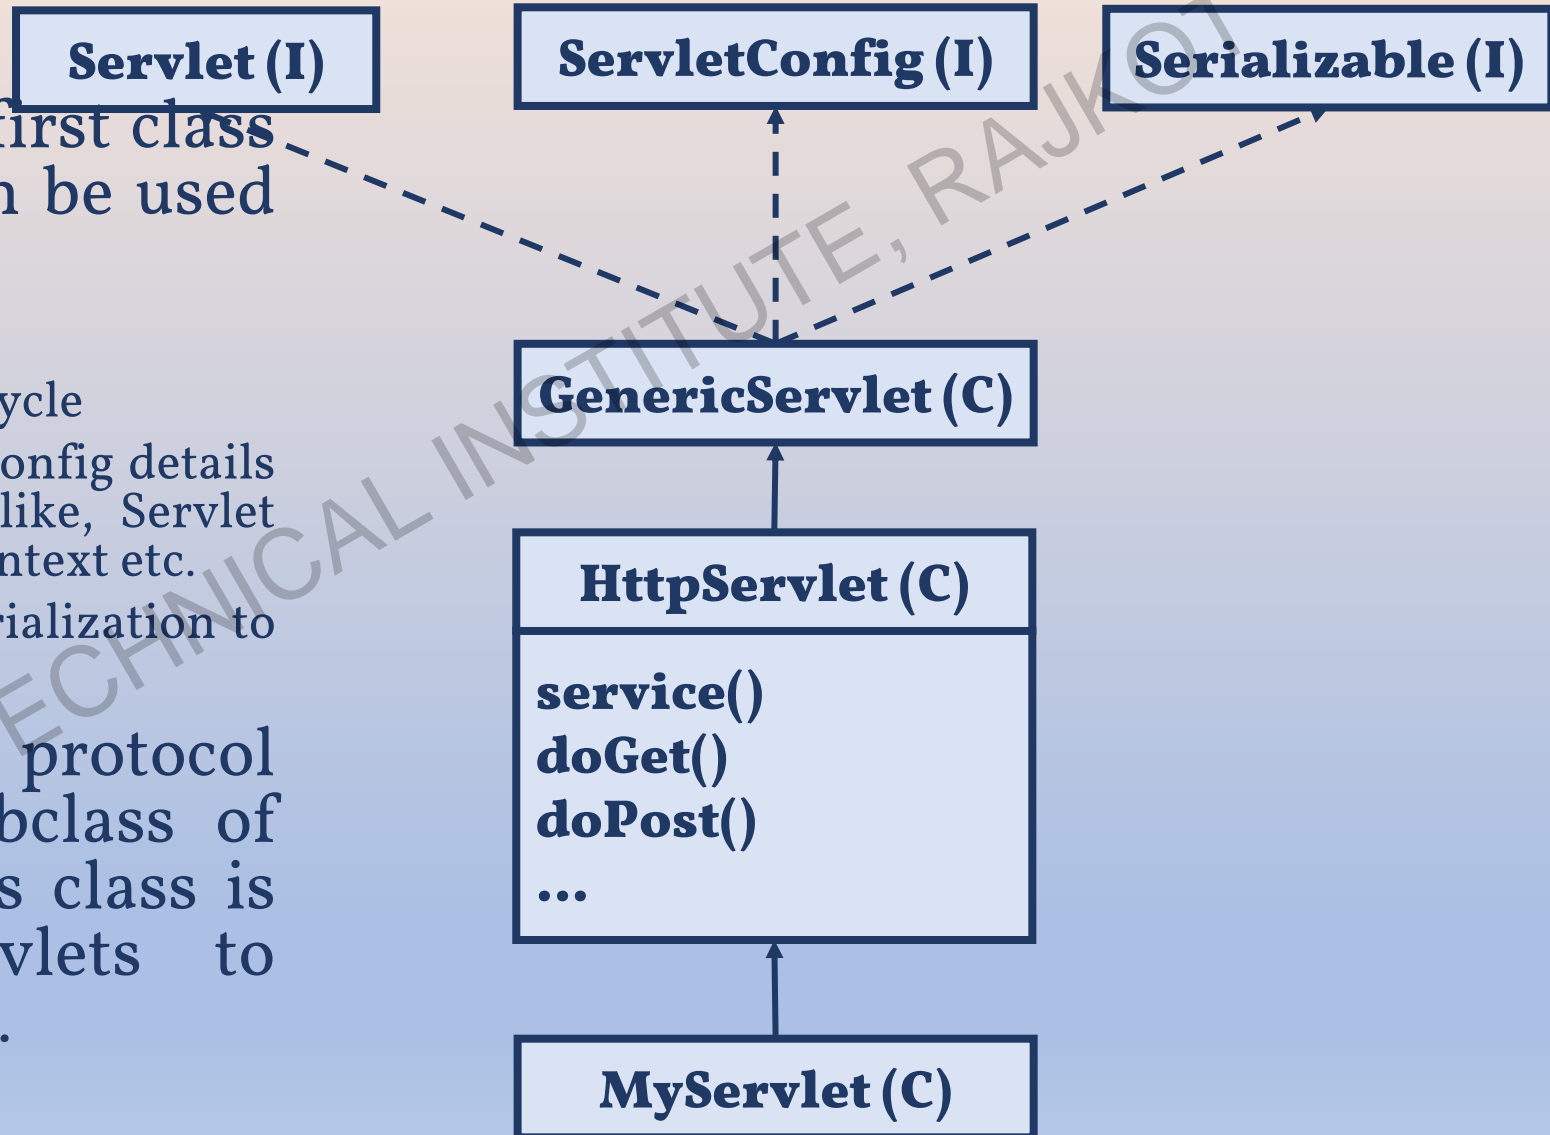 Servlet (I)
ServletConfig (I)
Serializable (I)
first class
be used
onfig details
like, Servlet
ntext etc.
rialization to
protocol
bclass of
s class is
vlets to
.
GenericServlet (C)
HttpServlet (C)
service()
doGet()
doPost()
...
MyServlet (C)
ECHNICAL INSTITUTE, RAJKOT